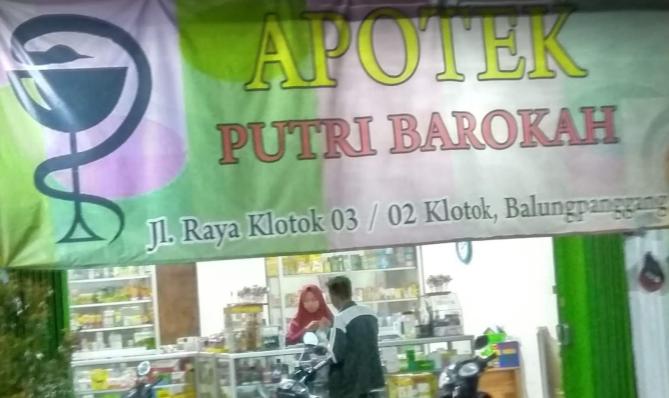 APOTEK
PUTRI BAROKAH
Jl. Raya Klotok 03 / 02 Klotok, Balungpanggang